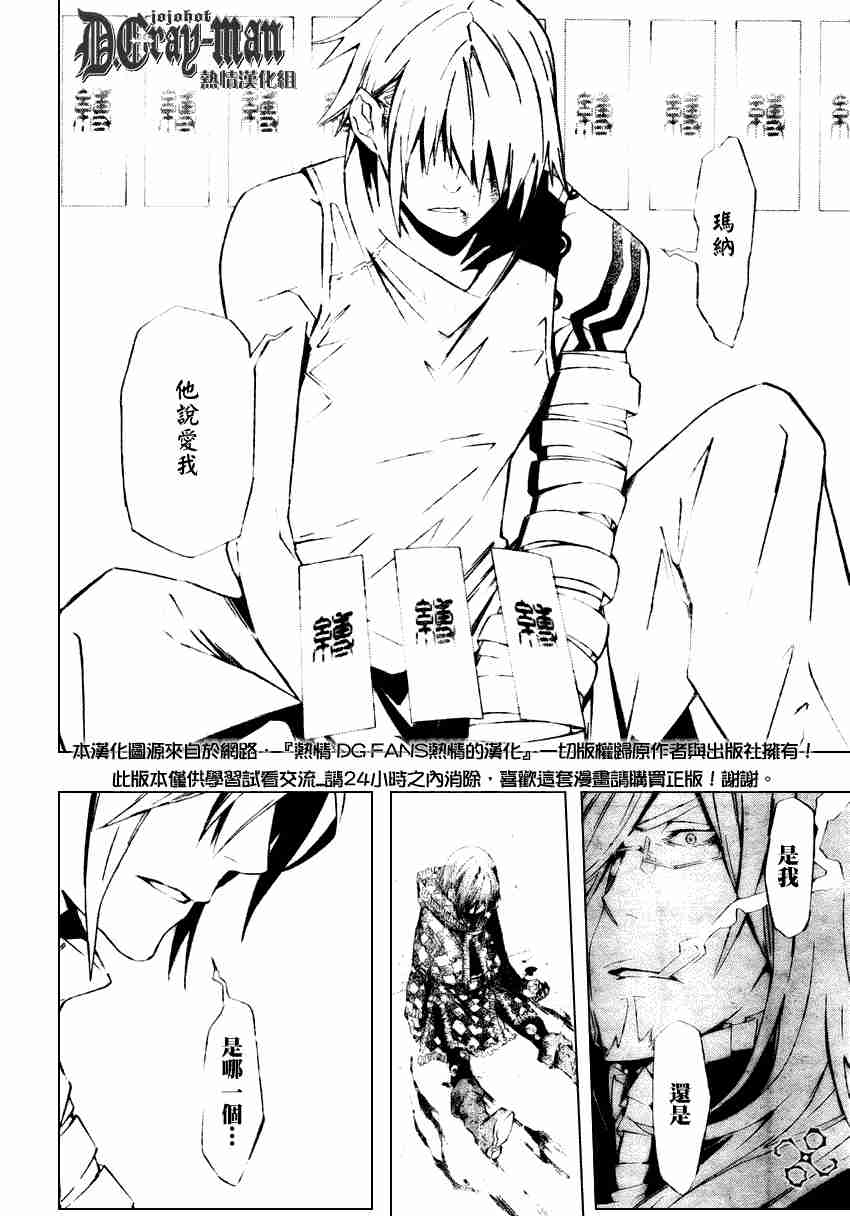 jojohot
D.Gray-man
熱情漢化組
瑪
納
他說愛我
本漢化圖源來自於網路…『熱情DG FANS熱情的漢化』一切版權歸原作者與出版社擁有！
此版本僅供學習試看交流…請24小時之內消除，喜歡這套漫畫請購買正版！謝謝。
是我
還是
是哪一個…